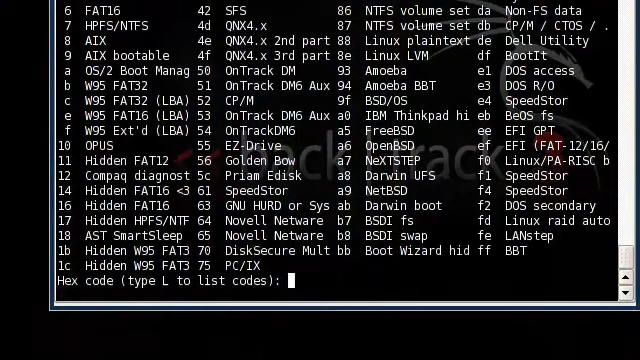 6 FAT16 42 SFS 86 NTFS volume set da Non-FS data
7 HPFS/NTFS 4d QNX4.x 87 NTFS volume set db CP/M / CTOS / .
8 AIX 4e QNX4.x 2nd part 88 Linux plaintext de Dell Utility
9 AIX bootable 4f QNX4.x 3rd part 8e Linux LVM df BootIt
a OS/2 Boot Manag 50 OnTrack DM 93 Amoeba e1 DOS access
b W95 FAT32 51 OnTrack DM6 Aux 94 Amoeba BBT e3 DOS R/O
c W95 FAT32 (LBA) 52 CP/M 9f BSD/OS e4 SpeedStor
e W95 FAT16 (LBA) 53 OnTrack DM6 Aux a0 IBM Thinkpad hi eb BeOS fs
f W95 Ext'd (LBA) 54 OnTrackDM6 a5 FreeBSD ee EFI GPT
10 OPUS 55 EZ-Drive a6 OpenBSD ef EFI (FAT-12/16/
11 Hidden FAT12 56 Golden Bow a7 NeXTSTEP f0 Linux/PA-RISC b
12 Compaq diagnost 5c Priam Edisk a8 Darwin UFS f1 SpeedStor
14 Hidden FAT16 <3 61 SpeedStor a9 NetBSD f4 SpeedStor
16 Hidden FAT16 63 GNU HURD or Sys ab Darwin boot f2 DOS secondary
17 Hidden HPFS/NTF 64 Novell Netware b7 BSDI fs fd Linux raid auto
18 AST SmartSleep 65 Novell Netware b8 BSDI swap fe LANstep
1b Hidden W95 FAT3 70 DiskSecure Mult bb Boot Wizard hid ff BBT
1c Hidden W95 FAT3 75 PC/IX
Hex code (type L to list codes):
<< back | track